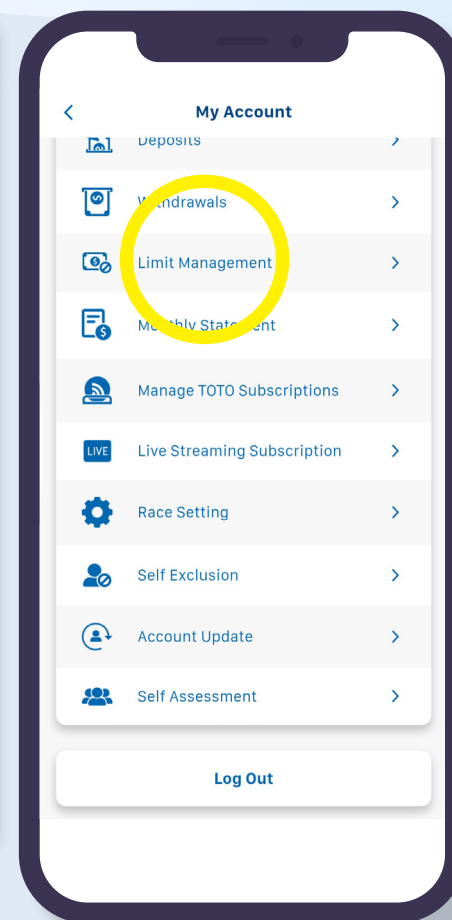 My Account
Deposits
Withdrawals
Limit Management
Monthly Statement
Manage TOTO Subscriptions
LIVE
Live Streaming Subscription
Race Setting
Self Exclusion
Account Update
Self Assessment
Log Out